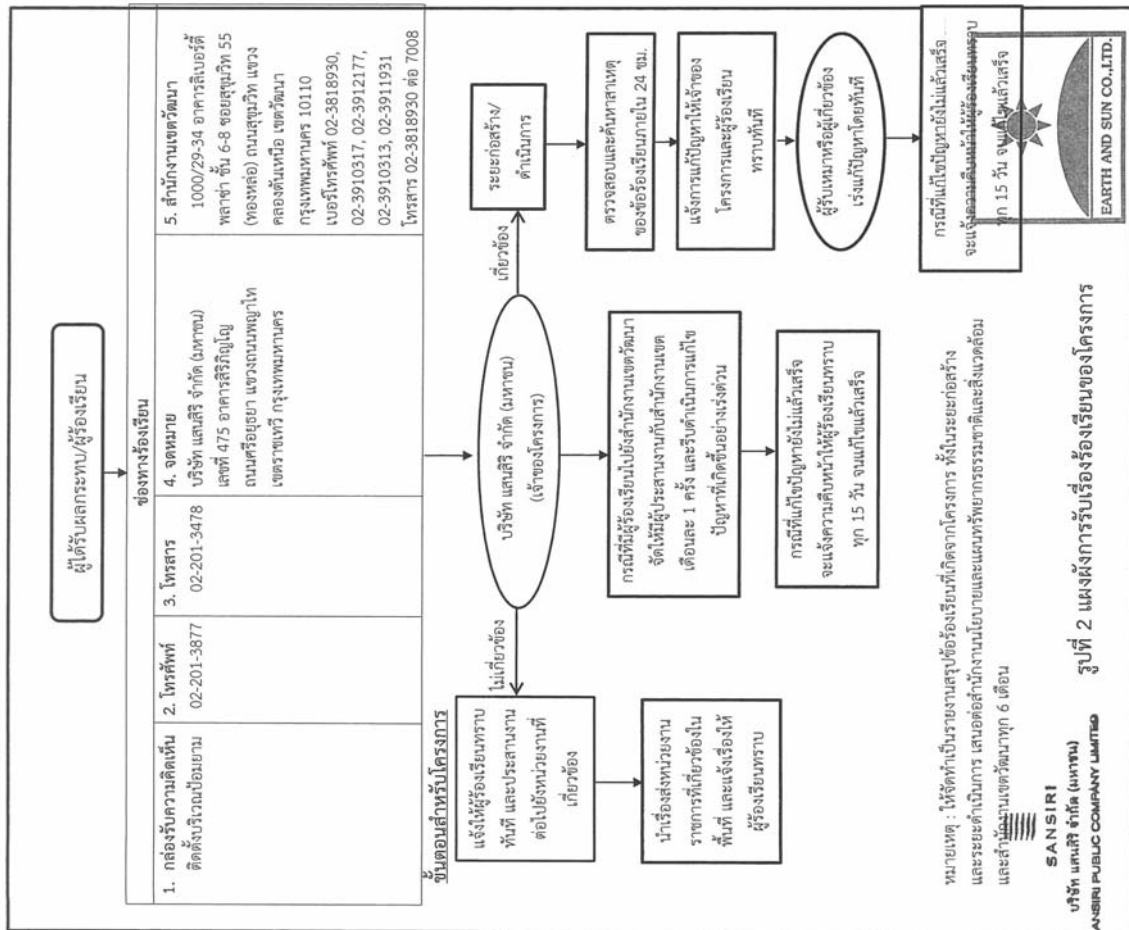 ผู้ได้รับผลกระทบ/ผู้ร้องเรียน
ช่องทางร้องเรียน
1. กล่องรับความคิดเห็น
ติดตั้งบริเวณป้อมยาม
2. โทรศัพท์
02-201-3877
3. โทรสาร
02-201-3478
4. จดหมาย
บริษัท แสนสิริ จำกัด (มหาชน)
เลขที่ 475 อาคารสิริภิญโญ
ถนนศรีอยุธยา แขวงถนนพญาไท
เขตราชเทวี กรุงเทพมหานคร
5. สำนักงานเขตวัฒนา
1000/29-34 อาคารลิเบอร์ตี้
พลาซ่า ชั้น 6-8 ซอยสุขุมวิท 55
(ทองหล่อ) ถนนสุขุมวิท แขวง
คลองตันเหนือ เขตวัฒนา
กรุงเทพมหานคร 10110
เบอร์โทรศัพท์ 02-3818930,
02-3910317, 02-3912177,
02-3910313, 02-3911931
โทรสาร 02-3818930 ต่อ 7008
ขั้นตอนสำหรับโครงการ
บริษัท แสนสิริ จำกัด (มหาชน)
(เจ้าของโครงการ)
ไม่เกี่ยวข้อง
แจ้งให้ผู้ร้องเรียนทราบ
ทันที และประสานงาน
ต่อไปยังหน่วยงานที่
เกี่ยวข้อง
นำเรื่องส่งหน่วยงาน
ราชการที่เกี่ยวข้องใน
พื้นที่ และแจ้งเรื่องให้
ผู้ร้องเรียนทราบ
กรณีที่มีผู้ร้องเรียนไปยังสำนักงานเขตวัฒนา
จัดให้มีผู้ประสานงานกับสำนักงานเขต
เดือนละ 1 ครั้ง และรีบดำเนินการแก้ไข
ปัญหาที่เกิดขึ้นอย่างเร่งด่วน
กรณีที่แก้ไขปัญหายังไม่แล้วเสร็จ
จะแจ้งความคืบหน้าให้ผู้ร้องเรียนทราบ
ทุก 15 วัน จนแก้ไขแล้วเสร็จ
เกี่ยวข้อง
ระยะก่อสร้าง/
ดำเนินการ
ตรวจสอบและค้นหาสาเหตุ
ของข้อร้องเรียนภายใน 24 ชม.
แจ้งการแก้ปัญหาให้เจ้าของ
โครงการและผู้ร้องเรียน
ทราบทันที
ผู้รับเหมาหรือผู้เกี่ยวข้อง
เร่งแก้ปัญหาโดยทันที
กรณีที่แก้ไขปัญหายังไม่แล้วเสร็จ
จะแจ้งความคืบหน้าให้ผู้ร้องเรียนทราบ
ทุก 15 วัน จนแก้ไขแล้วเสร็จ
หมายเหตุ : ให้จัดทำเป็นรายงานสรุปข้อร้องเรียนที่เกิดจากโครงการ ทั้งในระยะก่อสร้าง
และระยะดำเนินการ เสนอต่อสำนักงานนโยบายและแผนทรัพยากรธรรมชาติและสิ่งแวดล้อม
และสำนักงานเขตวัฒนาทุก 6 เดือน
SANSIRI
บริษัท แสนสิริ จำกัด (มหาชน)
ANSIRI PUBLIC COMPANY LIMITED
รูปที่ 2 แผนผังการรับเรื่องร้องเรียนของโครงการ
EARTH AND SUN CO.,LTD.